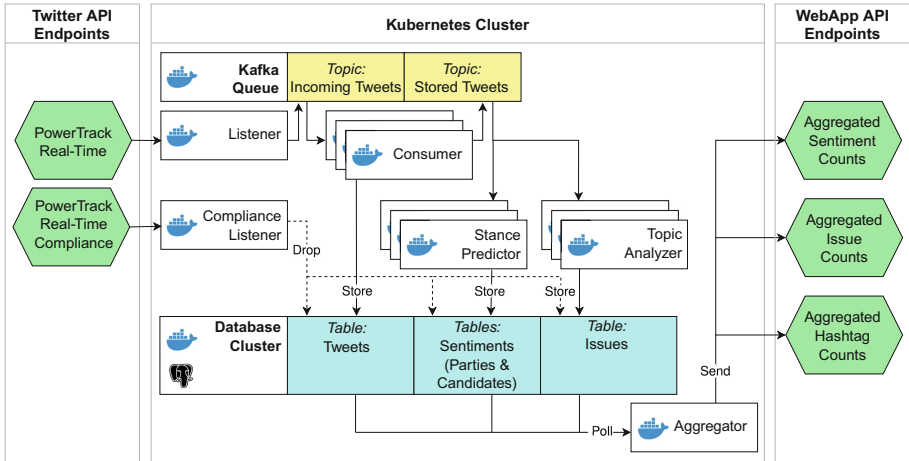 Twitter API
Endpoints
Kubernetes Cluster
WebApp API
Endpoints
Kafka
Queue
Topic:
Incoming Tweets
Topic:
Stored Tweets
PowerTrack
Real-Time
Listener
Consumer
Aggregated
Sentiment
Counts
PowerTrack
Real-Time
Compliance
Compliance
Listener
Stance
Predictor
Topic
Analyzer
Aggregated
Issue
Counts
Drop
Store
Store
Store
Database
Cluster
Table:
Tweets
Tables:
Sentiments
(Parties &
Candidates)
Table:
Issues
Aggregated
Hashtag
Counts
Send
Poll
Aggregator